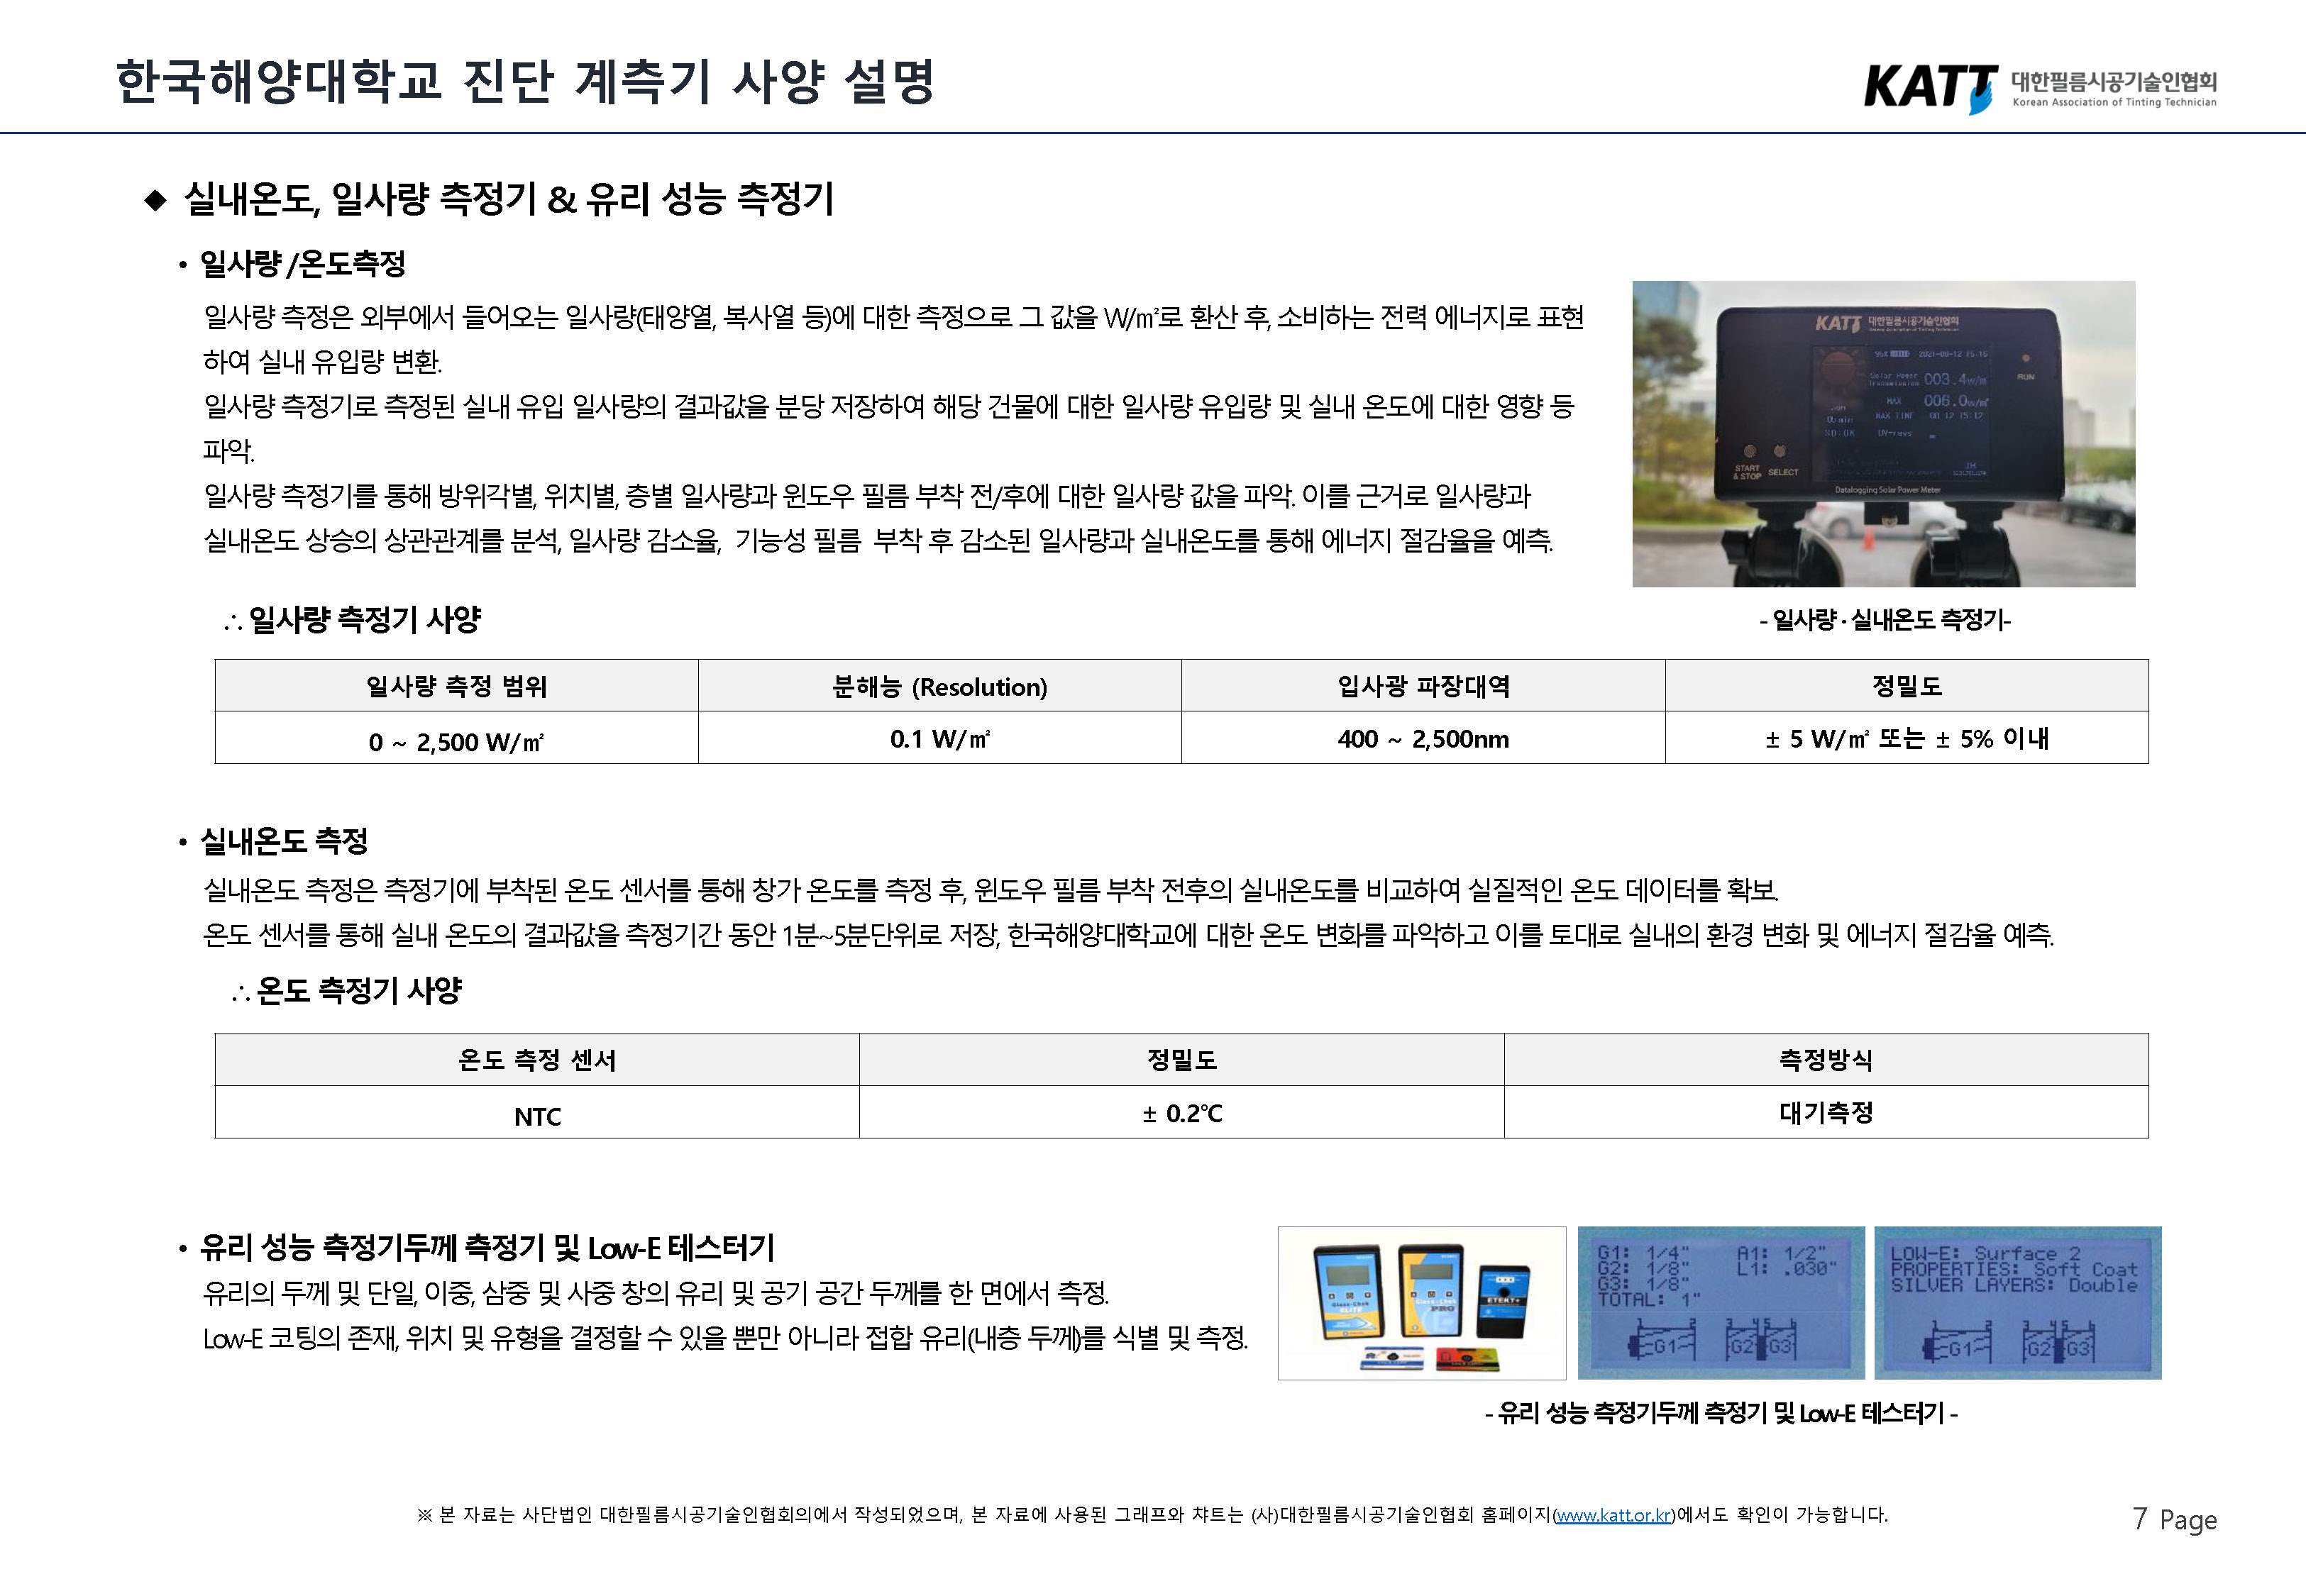 한국해양대학교 진단 계측기 사양 설명
KATT 대한필름시공기술인협회
Korean Association of Tinting Technician
◆ 실내온도, 일사량 측정기 & 유리 성능 측정기
• 일사량 /온도측정
일사량 측정은 외부에서 들어오는 일사량(태양열, 복사열 등)에 대한 측정으로 그 값을 W/㎡로 환산 후, 소비하는 전력 에너지로 표현
하여 실내 유입량 변환.
일사량 측정기로 측정된 실내 유입 일사량의 결과값을 분당 저장하여 해당 건물에 대한 일사량 유입량 및 실내 온도에 대한 영향 등
파악.
일사량 측정기를 통해 방위각별, 위치별, 층별 일사량과 윈도우 필름 부착 전/후에 대한 일사량 값을 파악. 이를 근거로 일사량과
실내온도 상승의 상관관계를 분석, 일사량 감소율, 기능성 필름 부착 후 감소된 일사량과 실내온도를 통해 에너지 절감율을 예측.
KATT 대한필름시공기술인협회
2021-08-12 15:15
Solar Power
Transmission 003.4w/㎡
MAX 006.0w/㎡
MAX TIME 08.12 15:12
UV-rays
RUN
START
& STOP SELECT
Datalogging Solar Power Meter
- 일사량 · 실내온도 측정기-
∴ 일사량 측정기 사양
일사량 측정 범위 분해능 (Resolution) 입사광 파장대역 정밀도
0 ~ 2,500 W/㎡ 0.1 W/㎡ 400 ~ 2,500nm ± 5 W/㎡ 또는 ± 5% 이내
• 실내온도 측정
실내온도 측정은 측정기에 부착된 온도 센서를 통해 창가 온도를 측정 후, 윈도우 필름 부착 전후의 실내온도를 비교하여 실질적인 온도 데이터를 확보.
온도 센서를 통해 실내 온도의 결과값을 측정기간 동안 1분~5분단위로 저장, 한국해양대학교에 대한 온도 변화를 파악하고 이를 토대로 실내의 환경 변화 및 에너지 절감율 예측.
∴ 온도 측정기 사양
온도 측정 센서 정밀도 측정방식
NTC ± 0.2℃ 대기측정
• 유리 성능 측정기두께 측정기 및 Low-E 테스터기
유리의 두께 및 단일, 이중, 삼중 및 사중 창의 유리 및 공기 공간 두께를 한 면에서 측정.
Low-E 코팅의 존재, 위치 및 유형을 결정할 수 있을 뿐만 아니라 접합 유리(내층 두께)를 식별 및 측정.
Glass-Chek
ELITE
Glass-Chek
PRO
ETEKT+
G1: 1/4" A1: 1/2"
G2: 1/8" L1: .030"
G3: 1/8"
TOTAL: 1"
1 2 3 4 5 6
G1 G2 G3
LOW-E: Surface 2
PROPERTIES: Soft Coat
SILVER LAYERS: Double
1 2 3 4 5 6
G1 G2 G3
- 유리 성능 측정기두께 측정기 및 Low-E 테스터기 -
※ 본 자료는 사단법인 대한필름시공기술인협회의에서 작성되었으며, 본 자료에 사용된 그래프와 챠트는 (사)대한필름시공기술인협회 홈페이지(www.katt.or.kr)에서도 확인이 가능합니다.
7 Page